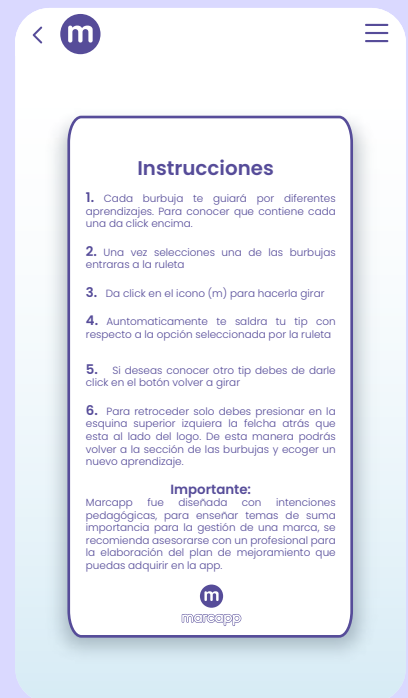 m
Instrucciones
1. Cada burbuja te guiará por diferentes
aprendizajes. Para conocer que contiene cada
una da click encima.
2. Una vez selecciones una de las burbujas
entraras a la ruleta
3. Da click en el icono (m) para hacerla girar
4. Auntomaticamente te saldra tu tip con
respecto a la opción seleccionada por la ruleta
5. Si deseas conocer otro tip debes de darle
click en el botón volver a girar
6. Para retroceder solo debes presionar en la
esquina superior izquiera la felcha atrás que
esta al lado del logo. De esta manera podrás
volver a la sección de las burbujas y ecoger un
nuevo aprendizaje.
Importante:
Marcapp fue diseñada con intenciones
pedagógicas, para enseñar temas de suma
importancia para la gestión de una marca, se
recomienda asesorarse con un profesional para
la elaboración del plan de mejoramiento que
puedas adquirir en la app.
m
marcapp